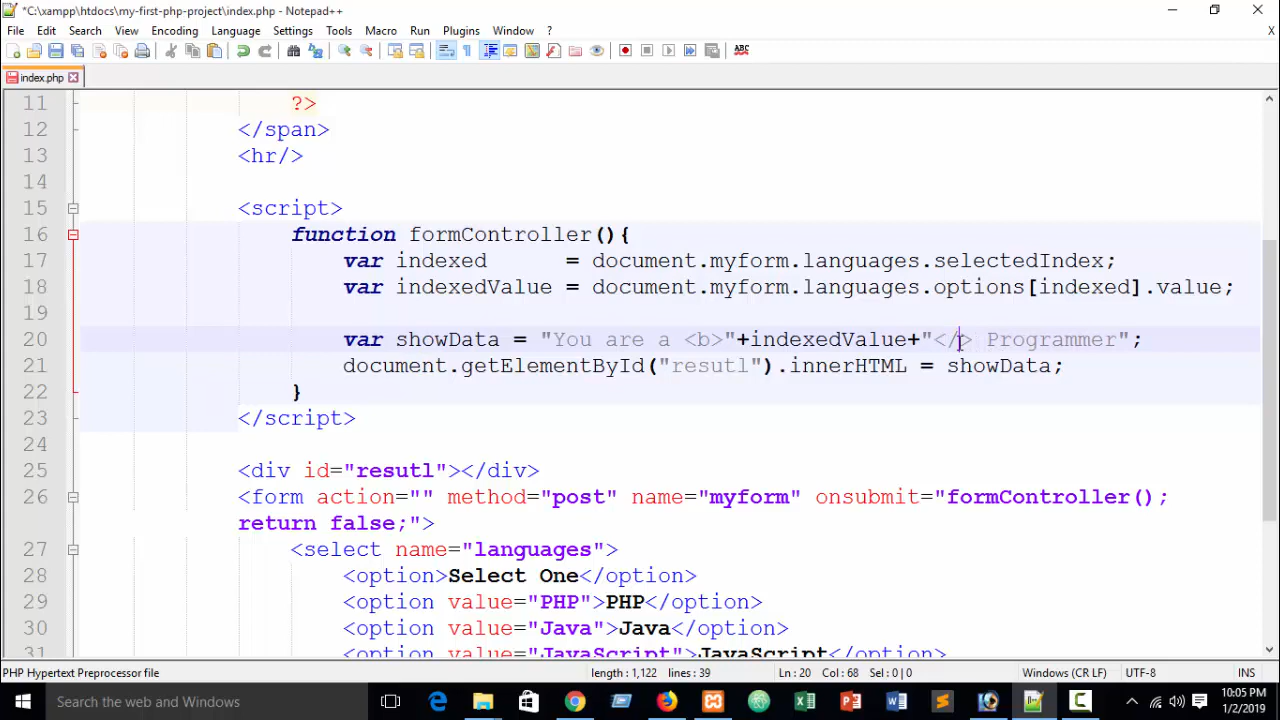 *C:\xampp\htdocs\my-first-php-project\index.php - Notepad++
File Edit Search View Encoding Language Settings Tools Macro Run Plugins Window ? X
ABC
index.php
11 ?>
12 </span>
13 <hr/>
14
15 <script>
16 function formController(){
17 var indexed = document.myform.languages.selectedIndex;
18 var indexedValue = document.myform.languages.options[indexed].value;
19
20 var showData = "You are a <b>"+indexedValue+"</> Programmer";
21 document.getElementById("resutl").innerHTML = showData;
22 }
23 </script>
24
25 <div id="resutl"></div>
26 <form action="" method="post" name="myform" onsubmit="formController();
return false;">
27 <select name="languages">
28 <option>Select One</option>
29 <option value="PHP">PHP</option>
30 <option value="Java">Java</option>
31 <option value="JavaScript">JavaScript</option>
PHP Hypertext Preprocessor file length : 1,122 lines : 39 Ln : 20 Col : 68 Sel : 0 | 0 Windows (CR LF) UTF-8 INS
Search the web and Windows
10:05 PM
1/2/2019